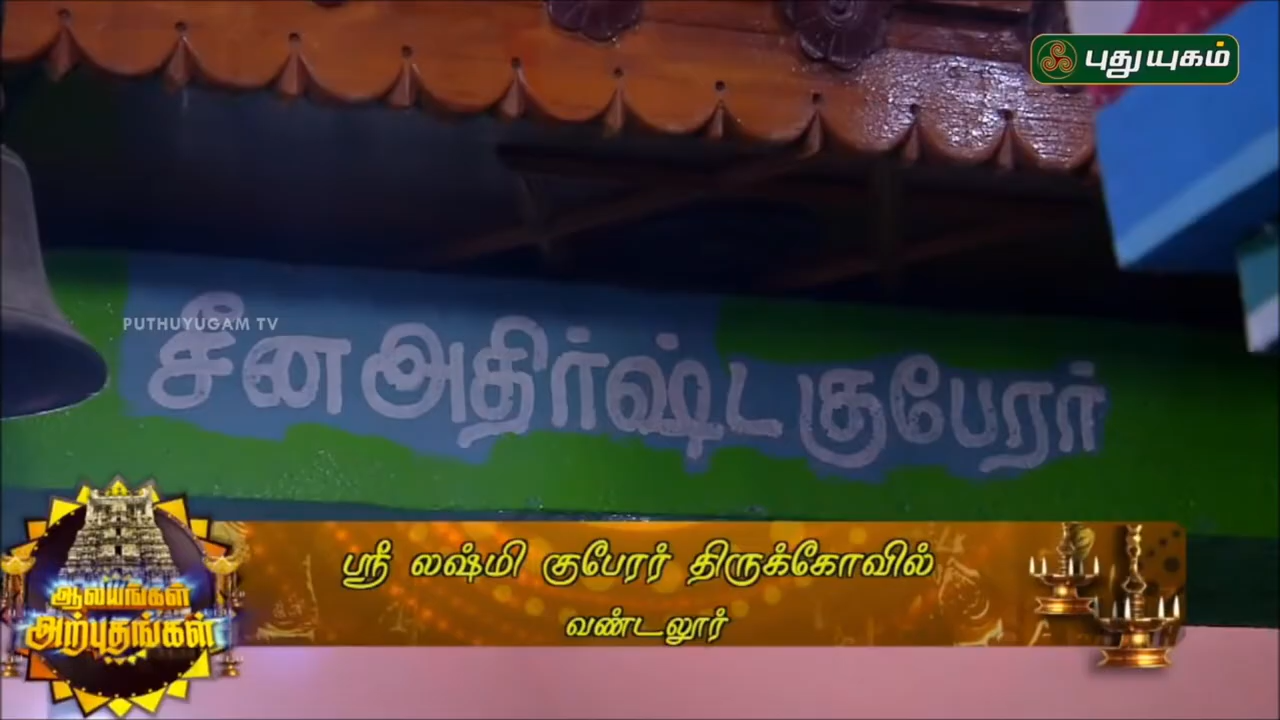 புதுயுகம்
PUTHUYUGAM TV
சீன அதிர்ஷ்ட குபேரர்
ஸ்ரீ லஷ்மி குபேரர் திருக்கோவில்
வண்டலூர்
ஆலயங்கள்
அற்புதங்கள்